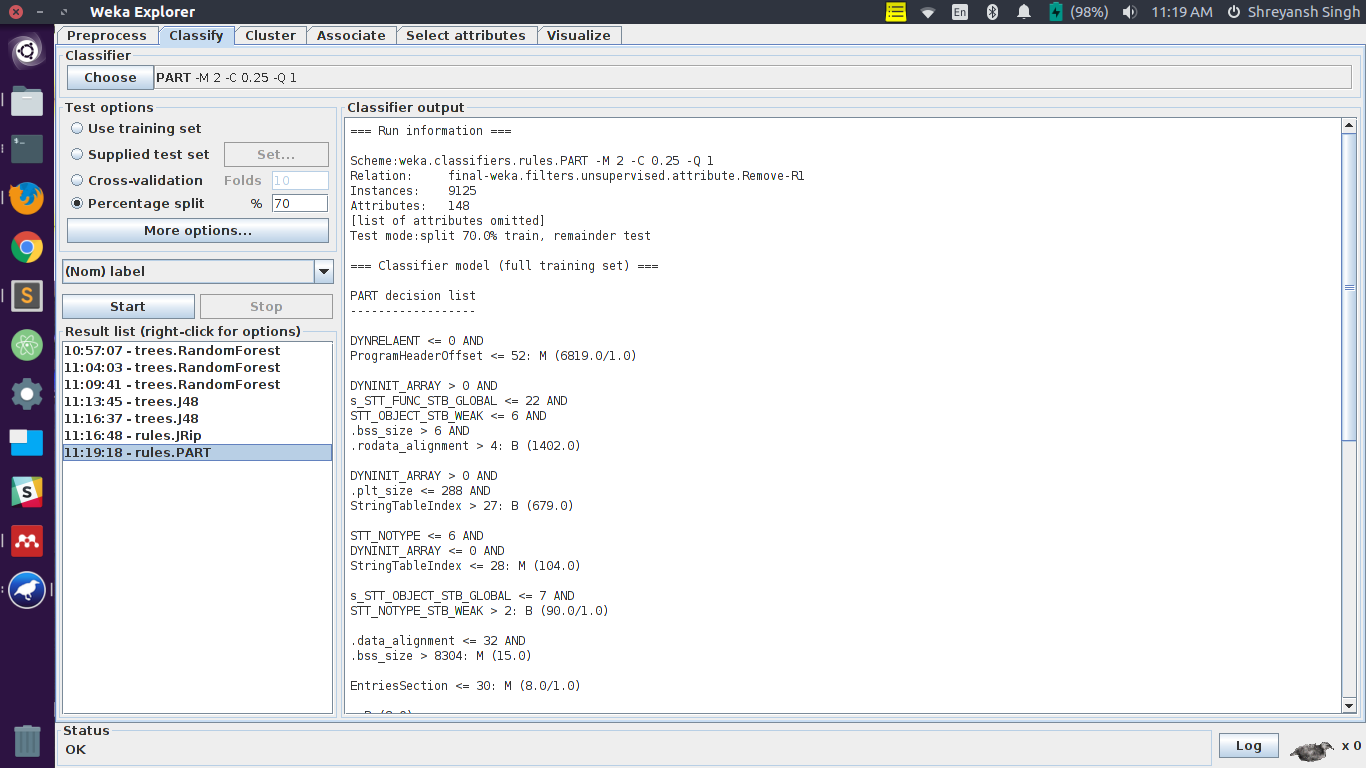 Weka Explorer
En
(98%)
11:19 AM
Shreyansh Singh
Preprocess Classify Cluster Associate Select attributes Visualize
Classifier
Choose PART -M 2 -C 0.25 -Q 1
Test options
Use training set
Supplied test set Set...
Cross-validation Folds 10
Percentage split % 70
More options...
(Nom) label
Start Stop
Result list (right-click for options)
10:57:07 - trees.RandomForest
11:04:03 - trees.RandomForest
11:09:41 - trees.RandomForest
11:13:45 - trees.J48
11:16:37 - trees.J48
11:16:48 - rules.JRip
11:19:18 - rules.PART
Classifier output
=== Run information ===
Scheme:weka.classifiers.rules.PART -M 2 -C 0.25 -Q 1
Relation: final-weka.filters.unsupervised.attribute.Remove-R1
Instances: 9125
Attributes: 148
[list of attributes omitted]
Test mode:split 70.0% train, remainder test
=== Classifier model (full training set) ===
PART decision list
------------------
DYNRELAENT <= 0 AND
ProgramHeaderOffset <= 52: M (6819.0/1.0)
DYNINIT_ARRAY > 0 AND
s_STT_FUNC_STB_GLOBAL <= 22 AND
STT_OBJECT_STB_WEAK <= 6 AND
.bss_size > 6 AND
.rodata_alignment > 4: B (1402.0)
DYNINIT_ARRAY > 0 AND
.plt_size <= 288 AND
StringTableIndex > 27: B (679.0)
STT_NOTYPE <= 6 AND
DYNINIT_ARRAY <= 0 AND
StringTableIndex <= 28: M (104.0)
s_STT_OBJECT_STB_GLOBAL <= 7 AND
STT_NOTYPE_STB_WEAK > 2: B (90.0/1.0)
.data_alignment <= 32 AND
.bss_size > 8304: M (15.0)
EntriesSection <= 30: M (8.0/1.0)
Status
OK
Log
x 0